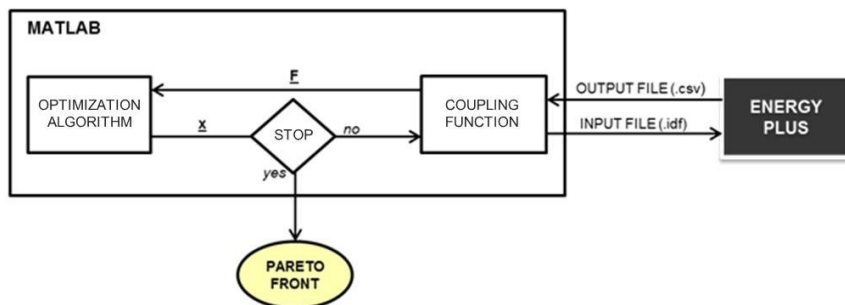 MATLAB
OPTIMIZATION
ALGORITHM
F
x
STOP
no
yes
COUPLING
FUNCTION
OUTPUT FILE (.csv)
INPUT FILE (.idf)
ENERGY
PLUS
PARETO
FRONT